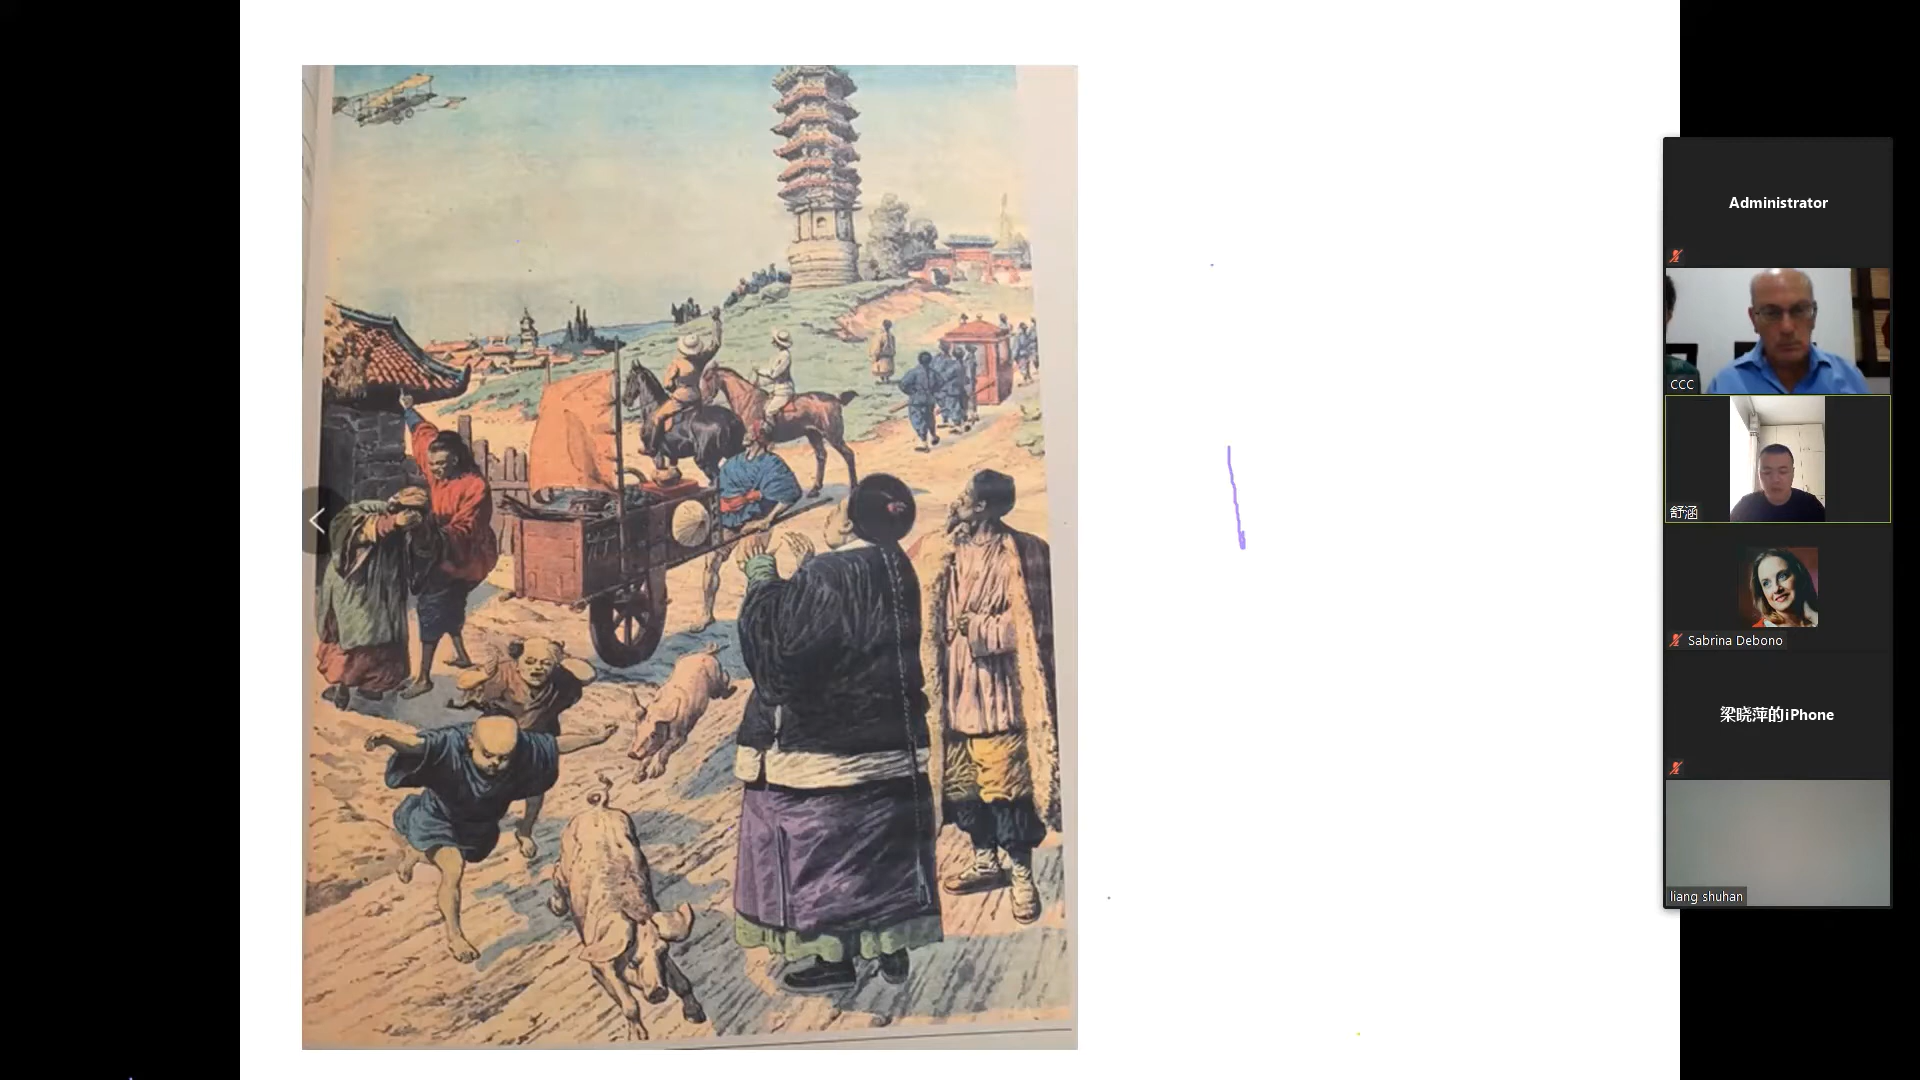 Administrator
CCC
舒涵
Sabrina Debono
梁晓萍的iPhone
liang shuhan